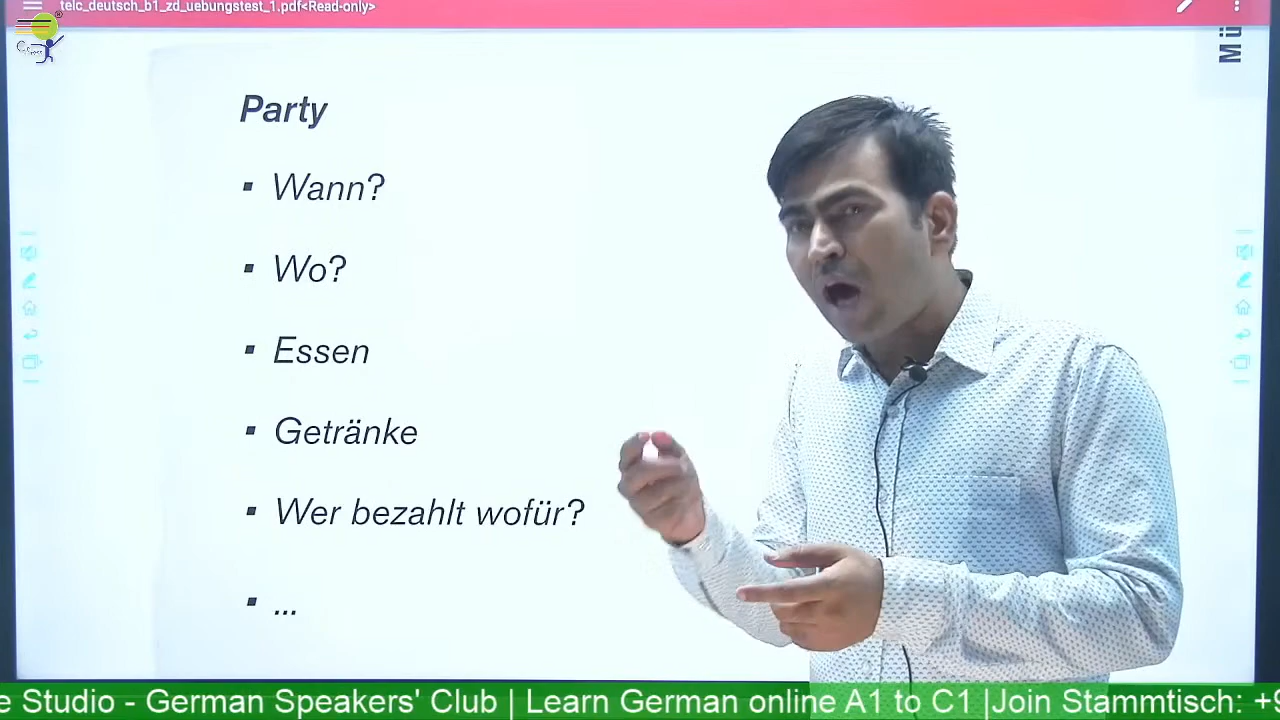 telc_deutsch_b1_zd_uebungstest_1.pdf<Read-only>
Mü
Party
▪ Wann?
▪ Wo?
▪ Essen
▪ Getränke
▪ Wer bezahlt wofür?
▪ ...
e Studio - German Speakers' Club | Learn German online A1 to C1 |Join Stammtisch: +9